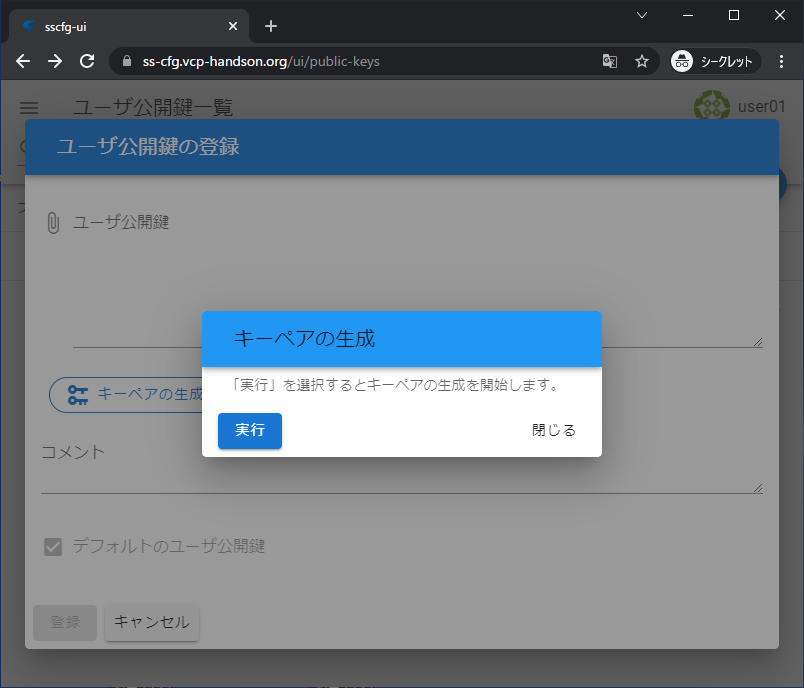 sscfg-ui
ss-cfg.vcp-handson.org/ui/public-keys
シークレット
ユーザ公開鍵一覧
user01
ユーザ公開鍵の登録
ユーザ公開鍵
キーペアの生成
「実行」を選択するとキーペアの生成を開始します。
実行
閉じる
キーペアの生成
コメント
デフォルトのユーザ公開鍵
登録
キャンセル